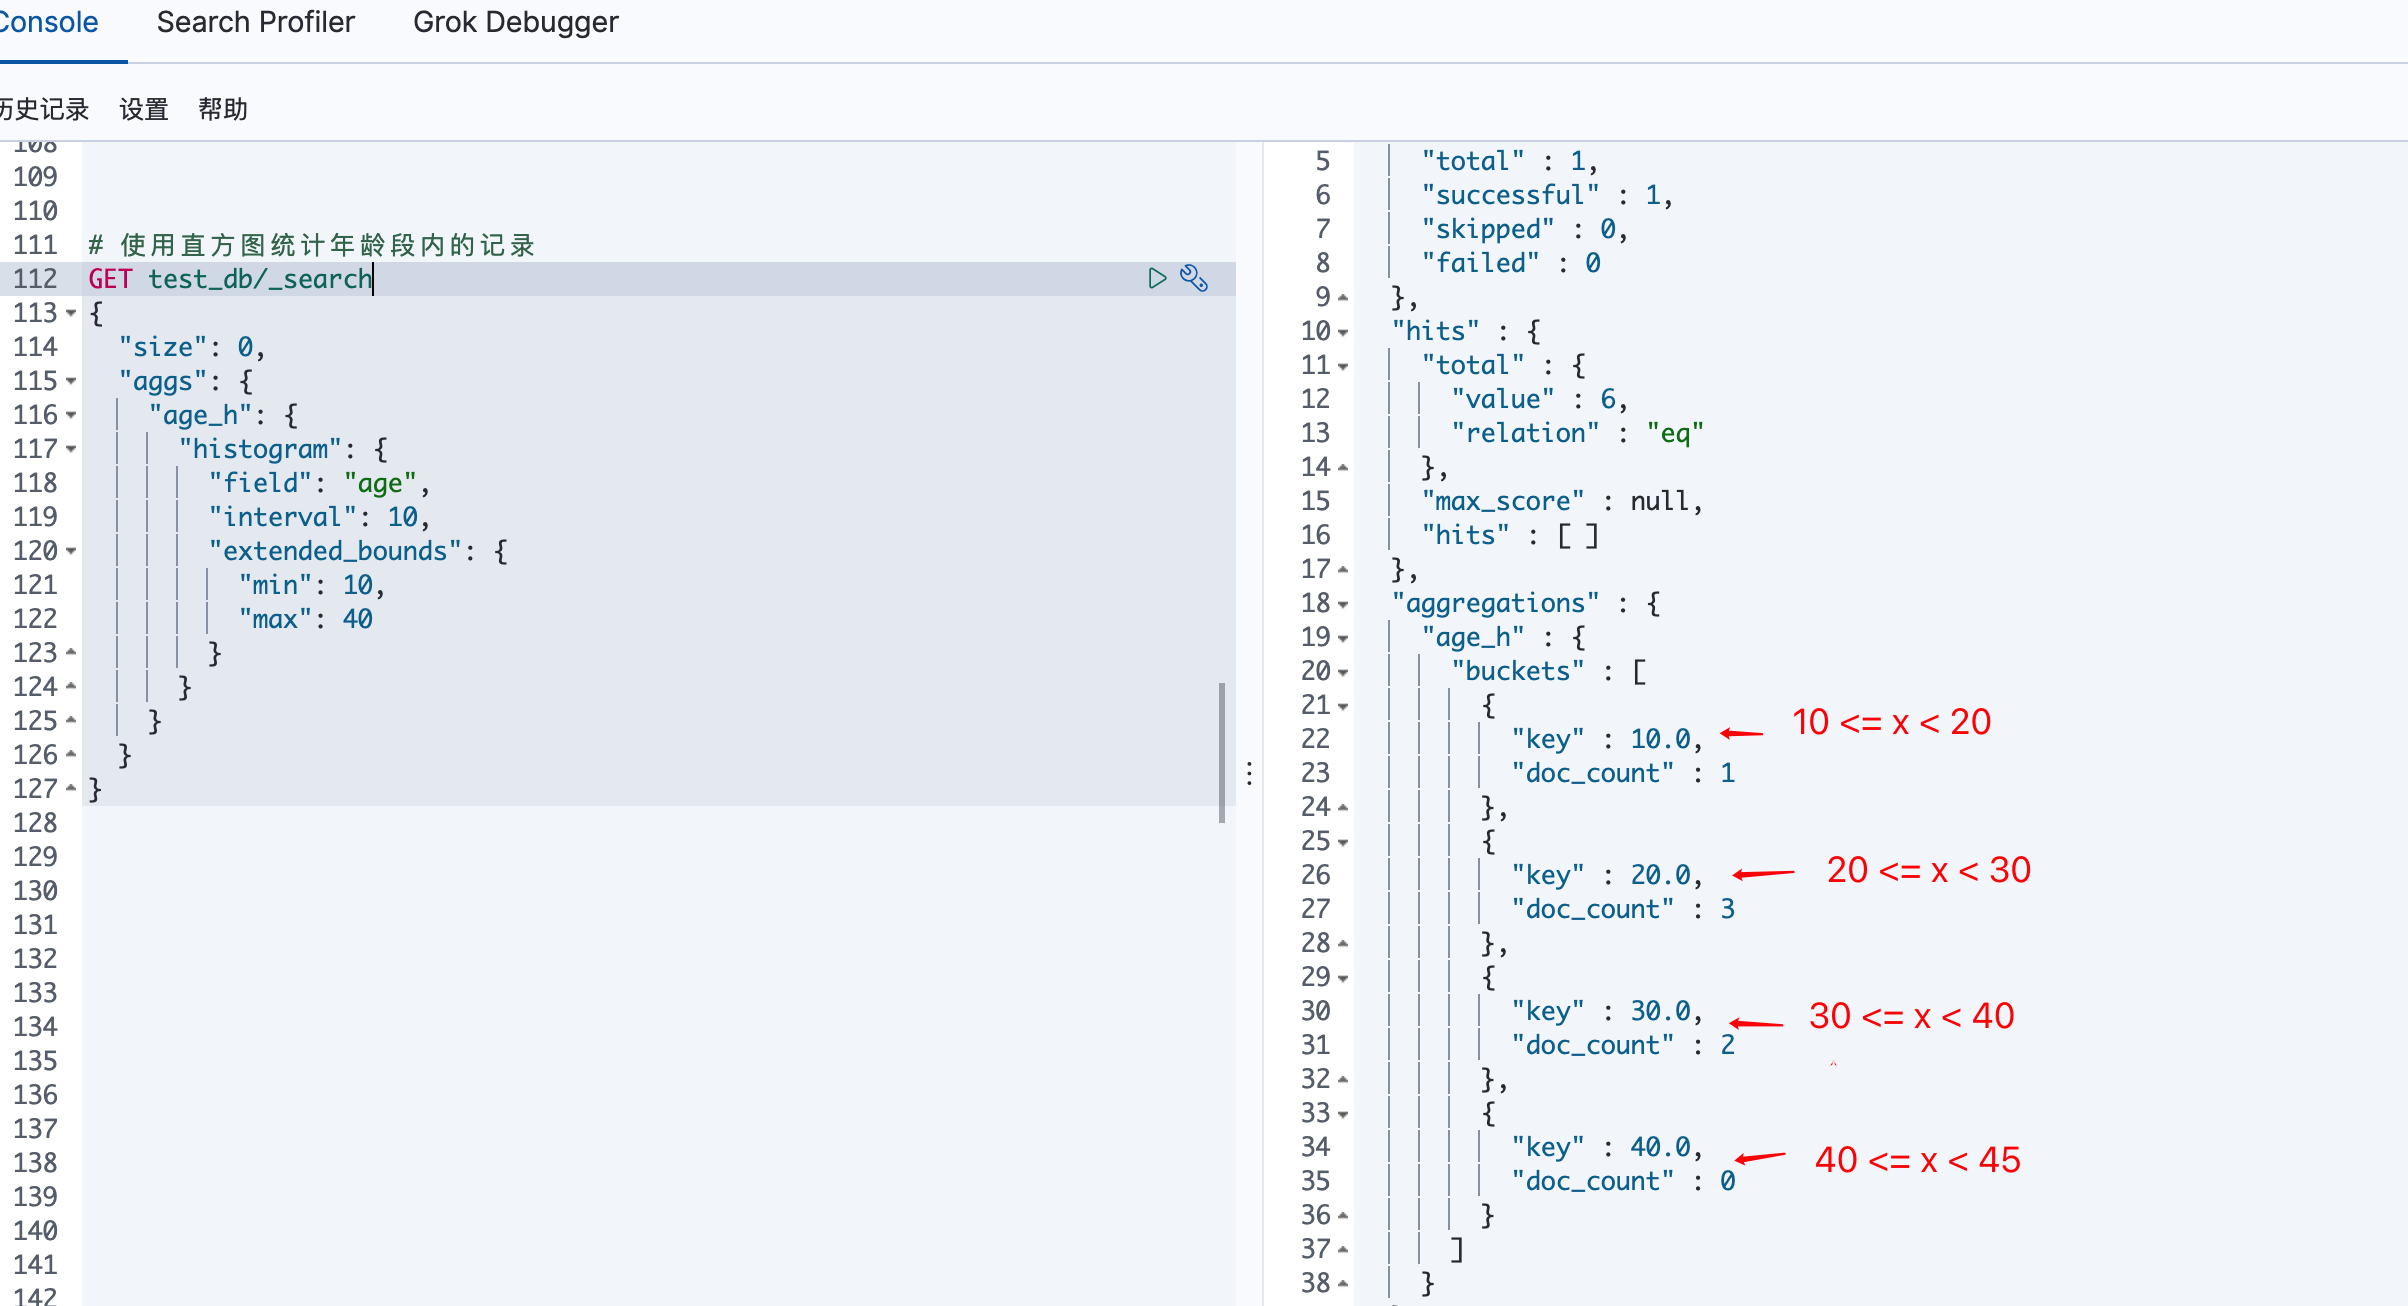 Console Search Profiler Grok Debugger
历史记录 设置 帮助
108
109
110
111 # 使用直方图统计年龄段内的记录
112 GET test_db/_search
113 {
114 "size": 0,
115 "aggs": {
116 "age_h": {
117 "histogram": {
118 "field": "age",
119 "interval": 10,
120 "extended_bounds": {
121 "min": 10,
122 "max": 40
123 }
124 }
125 }
126 }
127 }
128
129
130
131
132
133
134
135
136
137
138
139
140
141
142
5 "total" : 1,
6 "successful" : 1,
7 "skipped" : 0,
8 "failed" : 0
9 },
10 "hits" : {
11 "total" : {
12 "value" : 6,
13 "relation" : "eq"
14 },
15 "max_score" : null,
16 "hits" : [ ]
17 },
18 "aggregations" : {
19 "age_h" : {
20 "buckets" : [
21 {
22 "key" : 10.0, 10 <= x < 20
23 "doc_count" : 1
24 },
25 {
26 "key" : 20.0, 20 <= x < 30
27 "doc_count" : 3
28 },
29 {
30 "key" : 30.0, 30 <= x < 40
31 "doc_count" : 2
32 },
33 {
34 "key" : 40.0, 40 <= x < 45
35 "doc_count" : 0
36 }
37 ]
38 }